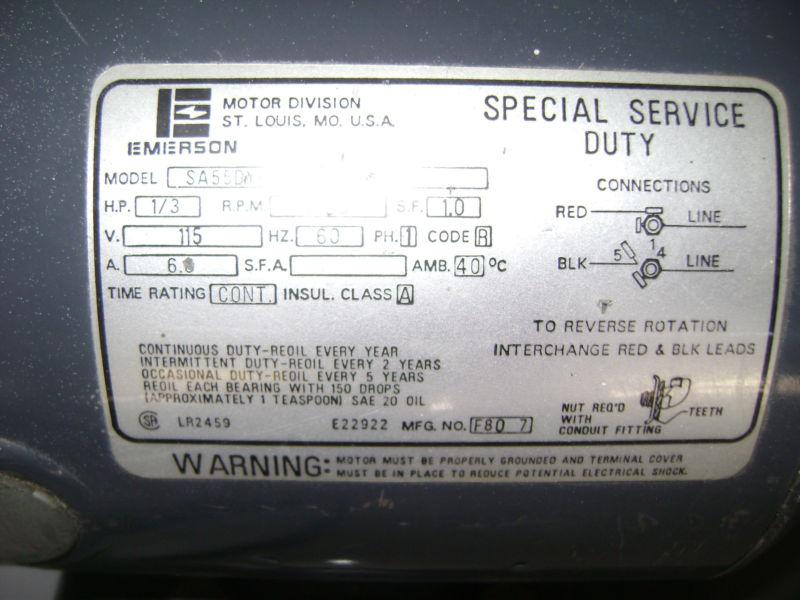 EMERSON
MOTOR DIVISION
ST. LOUIS, MO. U.S.A.
SPECIAL SERVICE
DUTY
MODEL
H.P. 1/3 R.P.M. S.F. 1.0
V. 115 HZ. 60 PH. 1 CODE R
A. S.F.A. AMB. 40 °C
TIME RATING CONT. INSUL. CLASS A
CONNECTIONS
RED LINE
1
BLK 5 4 LINE
TO REVERSE ROTATION
INTERCHANGE RED & BLK LEADS
CONTINUOUS DUTY-REOIL EVERY YEAR
INTERMITTENT DUTY-REOIL EVERY 2 YEARS
OCCASIONAL DUTY-REOIL EVERY 5 YEARS
REOIL EACH BEARING WITH 150 DROPS
(APPROXIMATELY 1 TEASPOON) SAE 20 OIL
SA LR2459 E22922 MFG. NO. F80 7
NUT REQ'D
WITH
CONDUIT FITTING
TEETH
WARNING: MOTOR MUST BE PROPERLY GROUNDED AND TERMINAL COVER
MUST BE IN PLACE TO REDUCE POTENTIAL ELECTRICAL SHOCK.